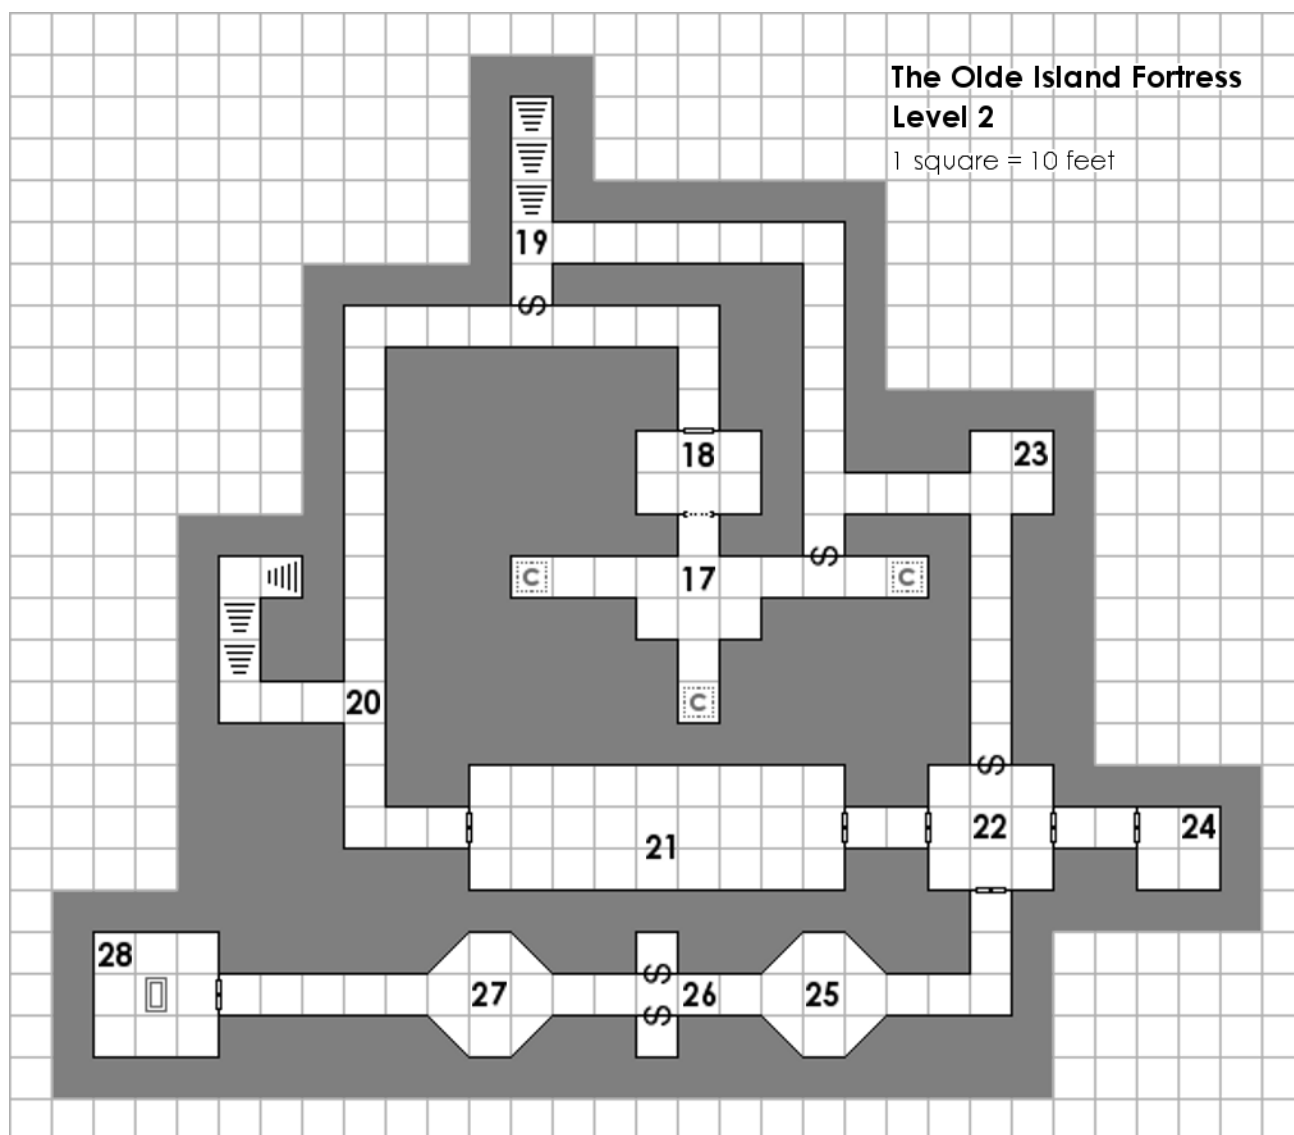 The Olde Island Fortress
Level 2
1 square = 10 feet
19
S
18
23
S
C
17
C
20
C
S
22
24
21
28
S
27
26
25
S